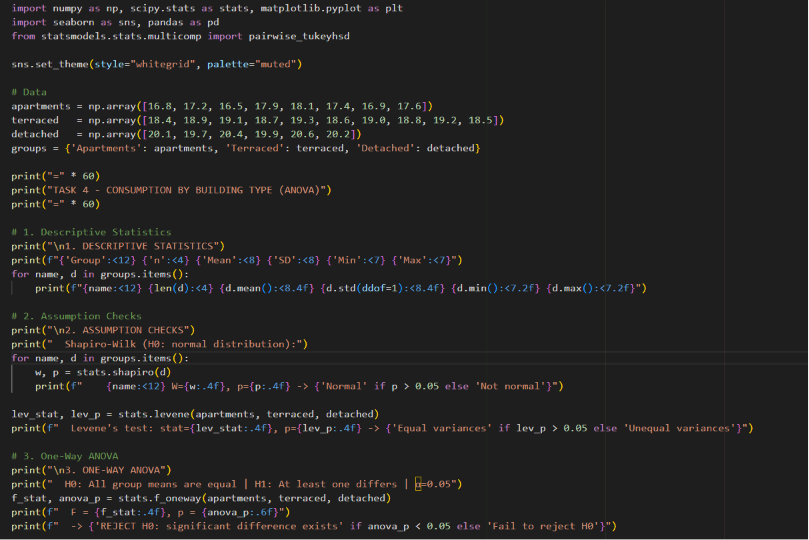 import numpy as np, scipy.stats as stats, matplotlib.pyplot as plt
import seaborn as sns, pandas as pd
from statsmodels.stats.multicomp import pairwise_tukeyhsd
sns.set_theme(style="whitegrid", palette="muted")
# Data
apartments = np.array([16.8, 17.2, 16.5, 17.9, 18.1, 17.4, 16.9, 17.6])
terraced   = np.array([18.4, 18.9, 19.1, 18.7, 19.3, 18.6, 19.0, 18.8, 19.2, 18.5])
detached   = np.array([20.1, 19.7, 20.4, 19.9, 20.6, 20.2])
groups = {'Apartments': apartments, 'Terraced': terraced, 'Detached': detached}
print("=" * 60)
print("TASK 4 - CONSUMPTION BY BUILDING TYPE (ANOVA)")
print("=" * 60)
# 1. Descriptive Statistics
print("\n1. DESCRIPTIVE STATISTICS")
print(f"{'Group':<12} {'n':<4} {'Mean':<8} {'SD':<8} {'Min':<7} {'Max':<7}")
for name, d in groups.items():
    print(f"{name:<12} {len(d):<4} {d.mean():<8.4f} {d.std(ddof=1):<8.4f} {d.min():<7.2f} {d.max():<7.2f}")
# 2. Assumption Checks
print("\n2. ASSUMPTION CHECKS")
print("  Shapiro-Wilk (H0: normal distribution):")
for name, d in groups.items():
    w, p = stats.shapiro(d)
    print(f"    {name:<12} W={w:.4f}, p={p:.4f} -> {'Normal' if p > 0.05 else 'Not normal'}")
lev_stat, lev_p = stats.levene(apartments, terraced, detached)
print(f"  Levene's test: stat={lev_stat:.4f}, p={lev_p:.4f} -> {'Equal variances' if lev_p > 0.05 else 'Unequal variances'}")
# 3. One-Way ANOVA
print("\n3. ONE-WAY ANOVA")
print("  H0: All group means are equal | H1: At least one differs | α=0.05")
f_stat, anova_p = stats.f_oneway(apartments, terraced, detached)
print(f"  F = {f_stat:.4f}, p = {anova_p:.6f}")
print(f"  -> {'REJECT H0: significant difference exists' if anova_p < 0.05 else 'Fail to reject H0'}")